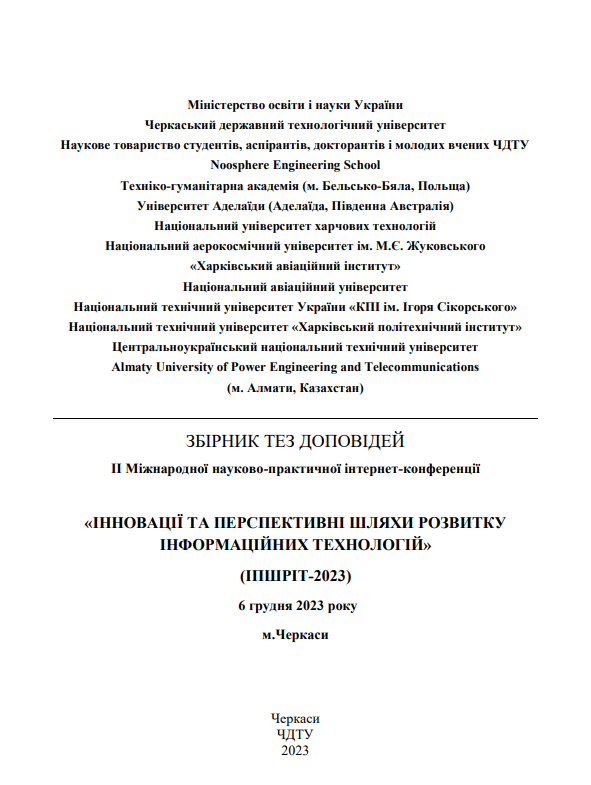 Міністерство освіти і науки України
Черкаський державний технологічний університет
Наукове товариство студентів, аспірантів, докторантів і молодих вчених ЧДТУ
Noosphere Engineering School
Техніко-гуманітарна академія (м. Бельсько-Бяла, Польща)
Університет Аделаїди (Аделаїда, Південна Австралія)
Національний університет харчових технологій
Національний аерокосмічний університет ім. М.Є. Жуковського
«Харківський авіаційний інститут»
Національний авіаційний університет
Національний технічний університет України «КПІ ім. Ігоря Сікорського»
Національний технічний університет «Харківський політехнічний інститут»
Центральноукраїнський національний технічний університет
Almaty University of Power Engineering and Telecommunications
(м. Алмати, Казахстан)
ЗБІРНИК ТЕЗ ДОПОВІДЕЙ
ІІ Міжнародної науково-практичної інтернет-конференції
«ІННОВАЦІЇ ТА ПЕРСПЕКТИВНІ ШЛЯХИ РОЗВИТКУ
ІНФОРМАЦІЙНИХ ТЕХНОЛОГІЙ»
(ІПШРІТ-2023)
6 грудня 2023 року
м.Черкаси
Черкаси
ЧДТУ
2023